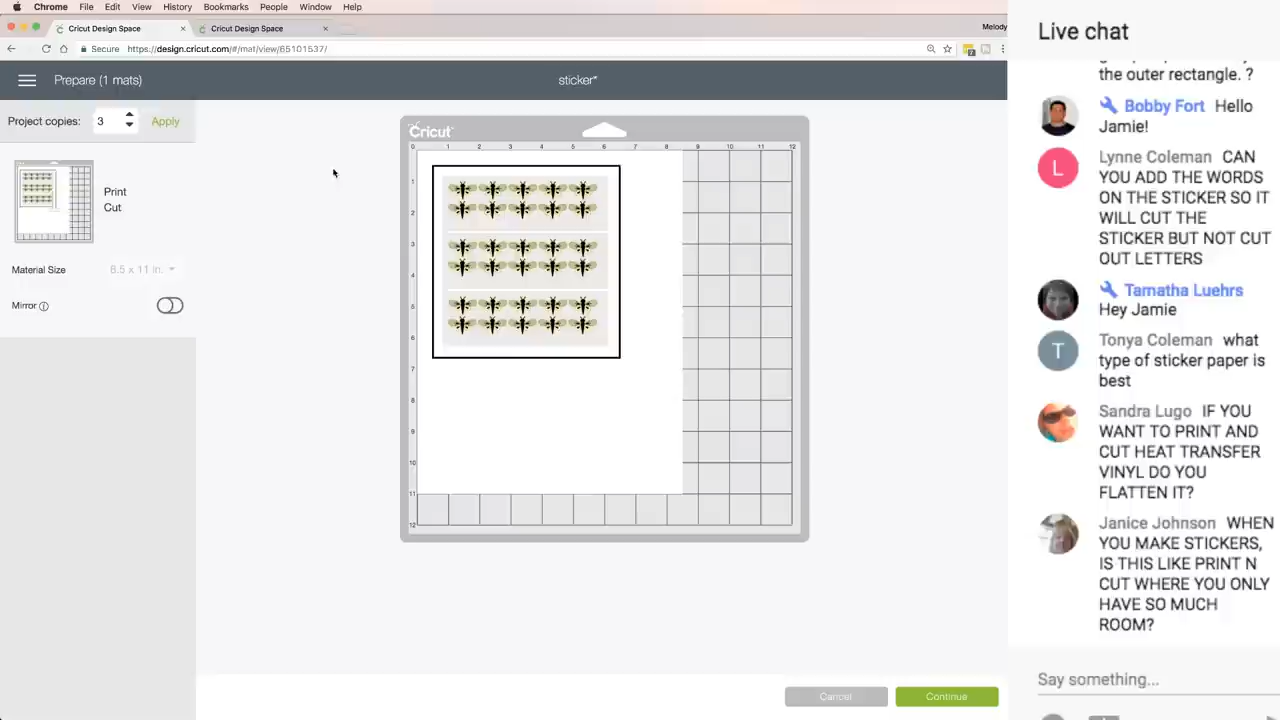 Chrome File Edit View History Bookmarks People Window Help
Cricut Design Space × Cricut Design Space × Melody
Secure https://design.cricut.com/#/mat/view/65101537/
Prepare (1 mats) sticker*
Project copies: 3 Apply
Print
Cut
Material Size 8.5 x 11 in.
Mirror
Cricut
0 1 2 3 4 5 6 7 8 9 10 11 12
1
2
3
4
5
6
7
8
9
10
11
12
Cancel Continue
Live chat
the outer rectangle. ?
Bobby Fort Hello
Jamie!
Lynne Coleman CAN
YOU ADD THE WORDS
ON THE STICKER SO IT
WILL CUT THE
STICKER BUT NOT CUT
OUT LETTERS
Tamatha Luehrs
Hey Jamie
Tonya Coleman what
type of sticker paper is
best
Sandra Lugo IF YOU
WANT TO PRINT AND
CUT HEAT TRANSFER
VINYL DO YOU
FLATTEN IT?
Janice Johnson WHEN
YOU MAKE STICKERS,
IS THIS LIKE PRINT N
CUT WHERE YOU ONLY
HAVE SO MUCH
ROOM?
Say something...